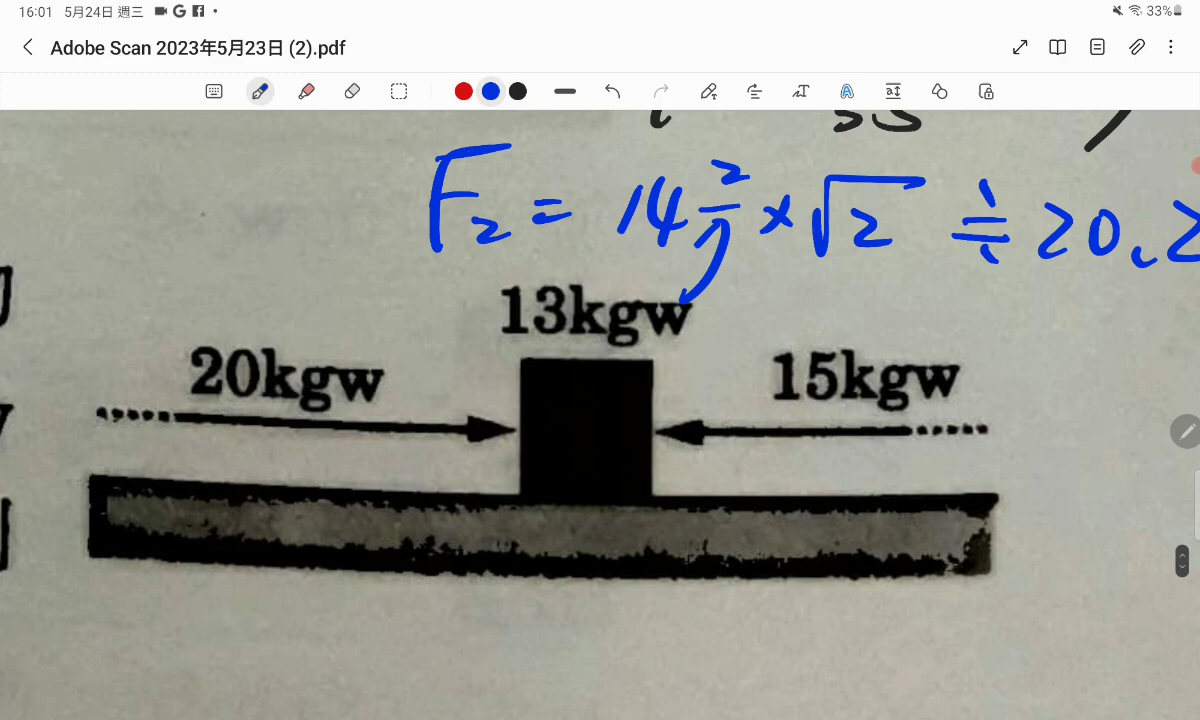 16:01 5月24日 週三 33%
Adobe Scan 2023年5月23日 (2).pdf
F₂ = 14 2/7 × √2 ÷ 20.2
13kgw
20kgw
15kgw